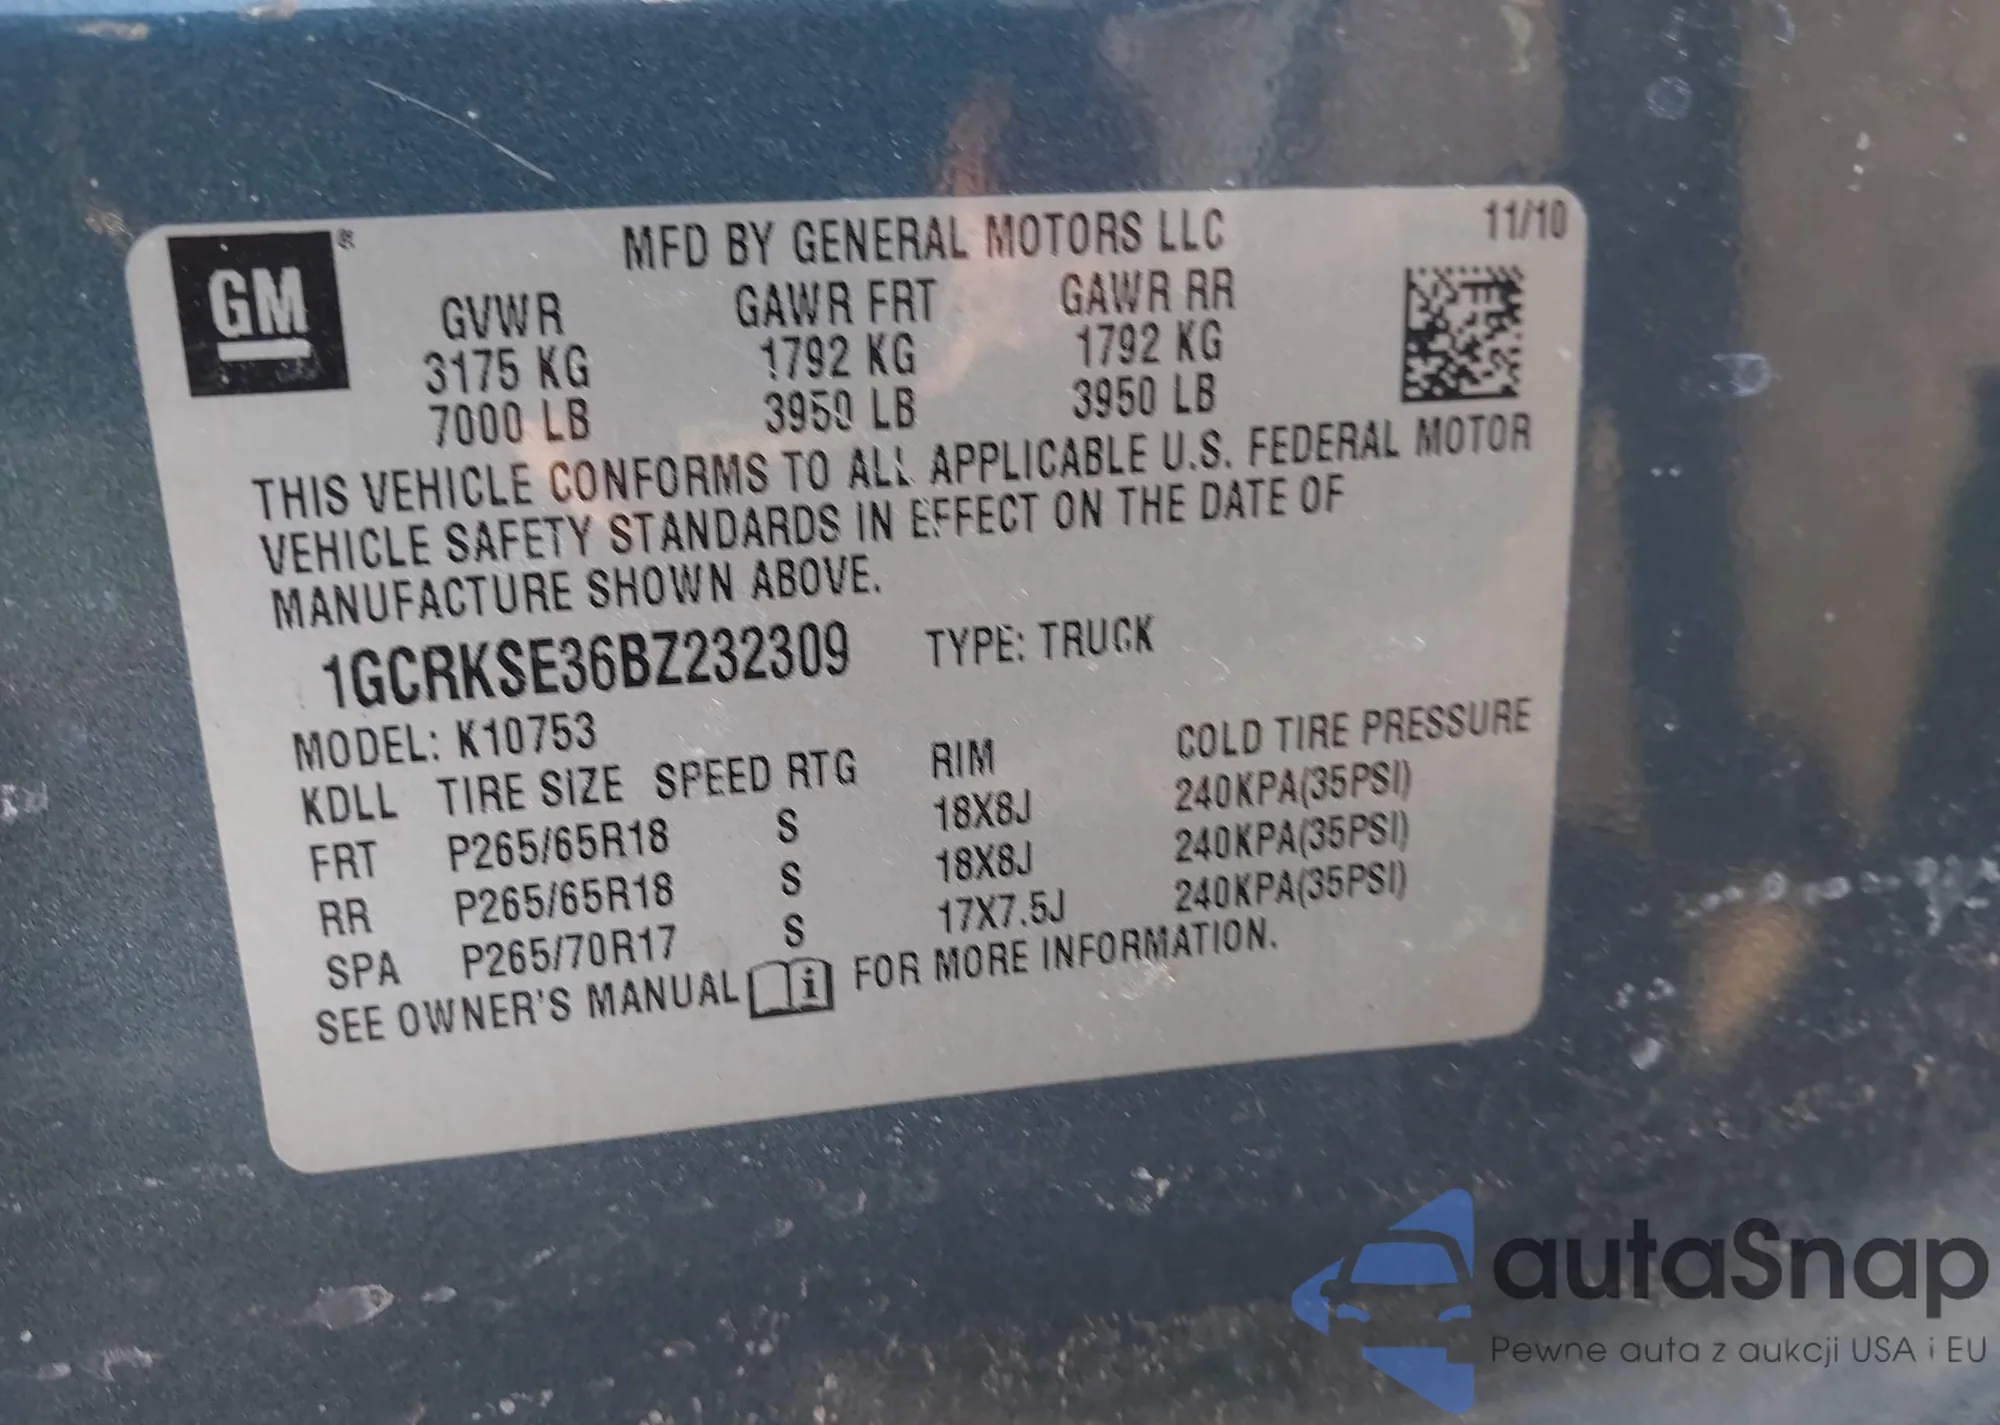 GM ®
MFD BY GENERAL MOTORS LLC 11/10
GVWR GAWR FRT GAWR RR
3175 KG 1792 KG 1792 KG
7000 LB 3950 LB 3950 LB
THIS VEHICLE CONFORMS TO ALL APPLICABLE U.S. FEDERAL MOTOR
VEHICLE SAFETY STANDARDS IN EFFECT ON THE DATE OF
MANUFACTURE SHOWN ABOVE.
1GCRKSE36BZ232309 TYPE: TRUCK
MODEL: K10753
KDLL TIRE SIZE SPEED RTG RIM COLD TIRE PRESSURE
FRT P265/65R18 S 18X8J 240KPA(35PSI)
RR P265/65R18 S 18X8J 240KPA(35PSI)
SPA P265/70R17 S 17X7.5J 240KPA(35PSI)
SEE OWNER'S MANUAL i FOR MORE INFORMATION.
autaSnap
Pewne auta z aukcji USA i EU